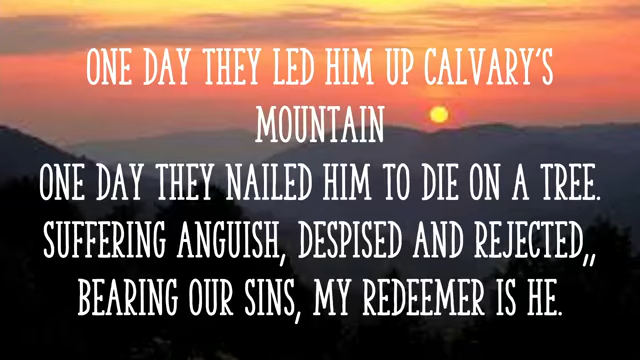 ONE DAY THEY LED HIM UP CALVARY'S
MOUNTAIN
ONE DAY THEY NAILED HIM TO DIE ON A TREE.
SUFFERING ANGUISH, DESPISED AND REJECTED,,
BEARING OUR SINS, MY REDEEMER IS HE.